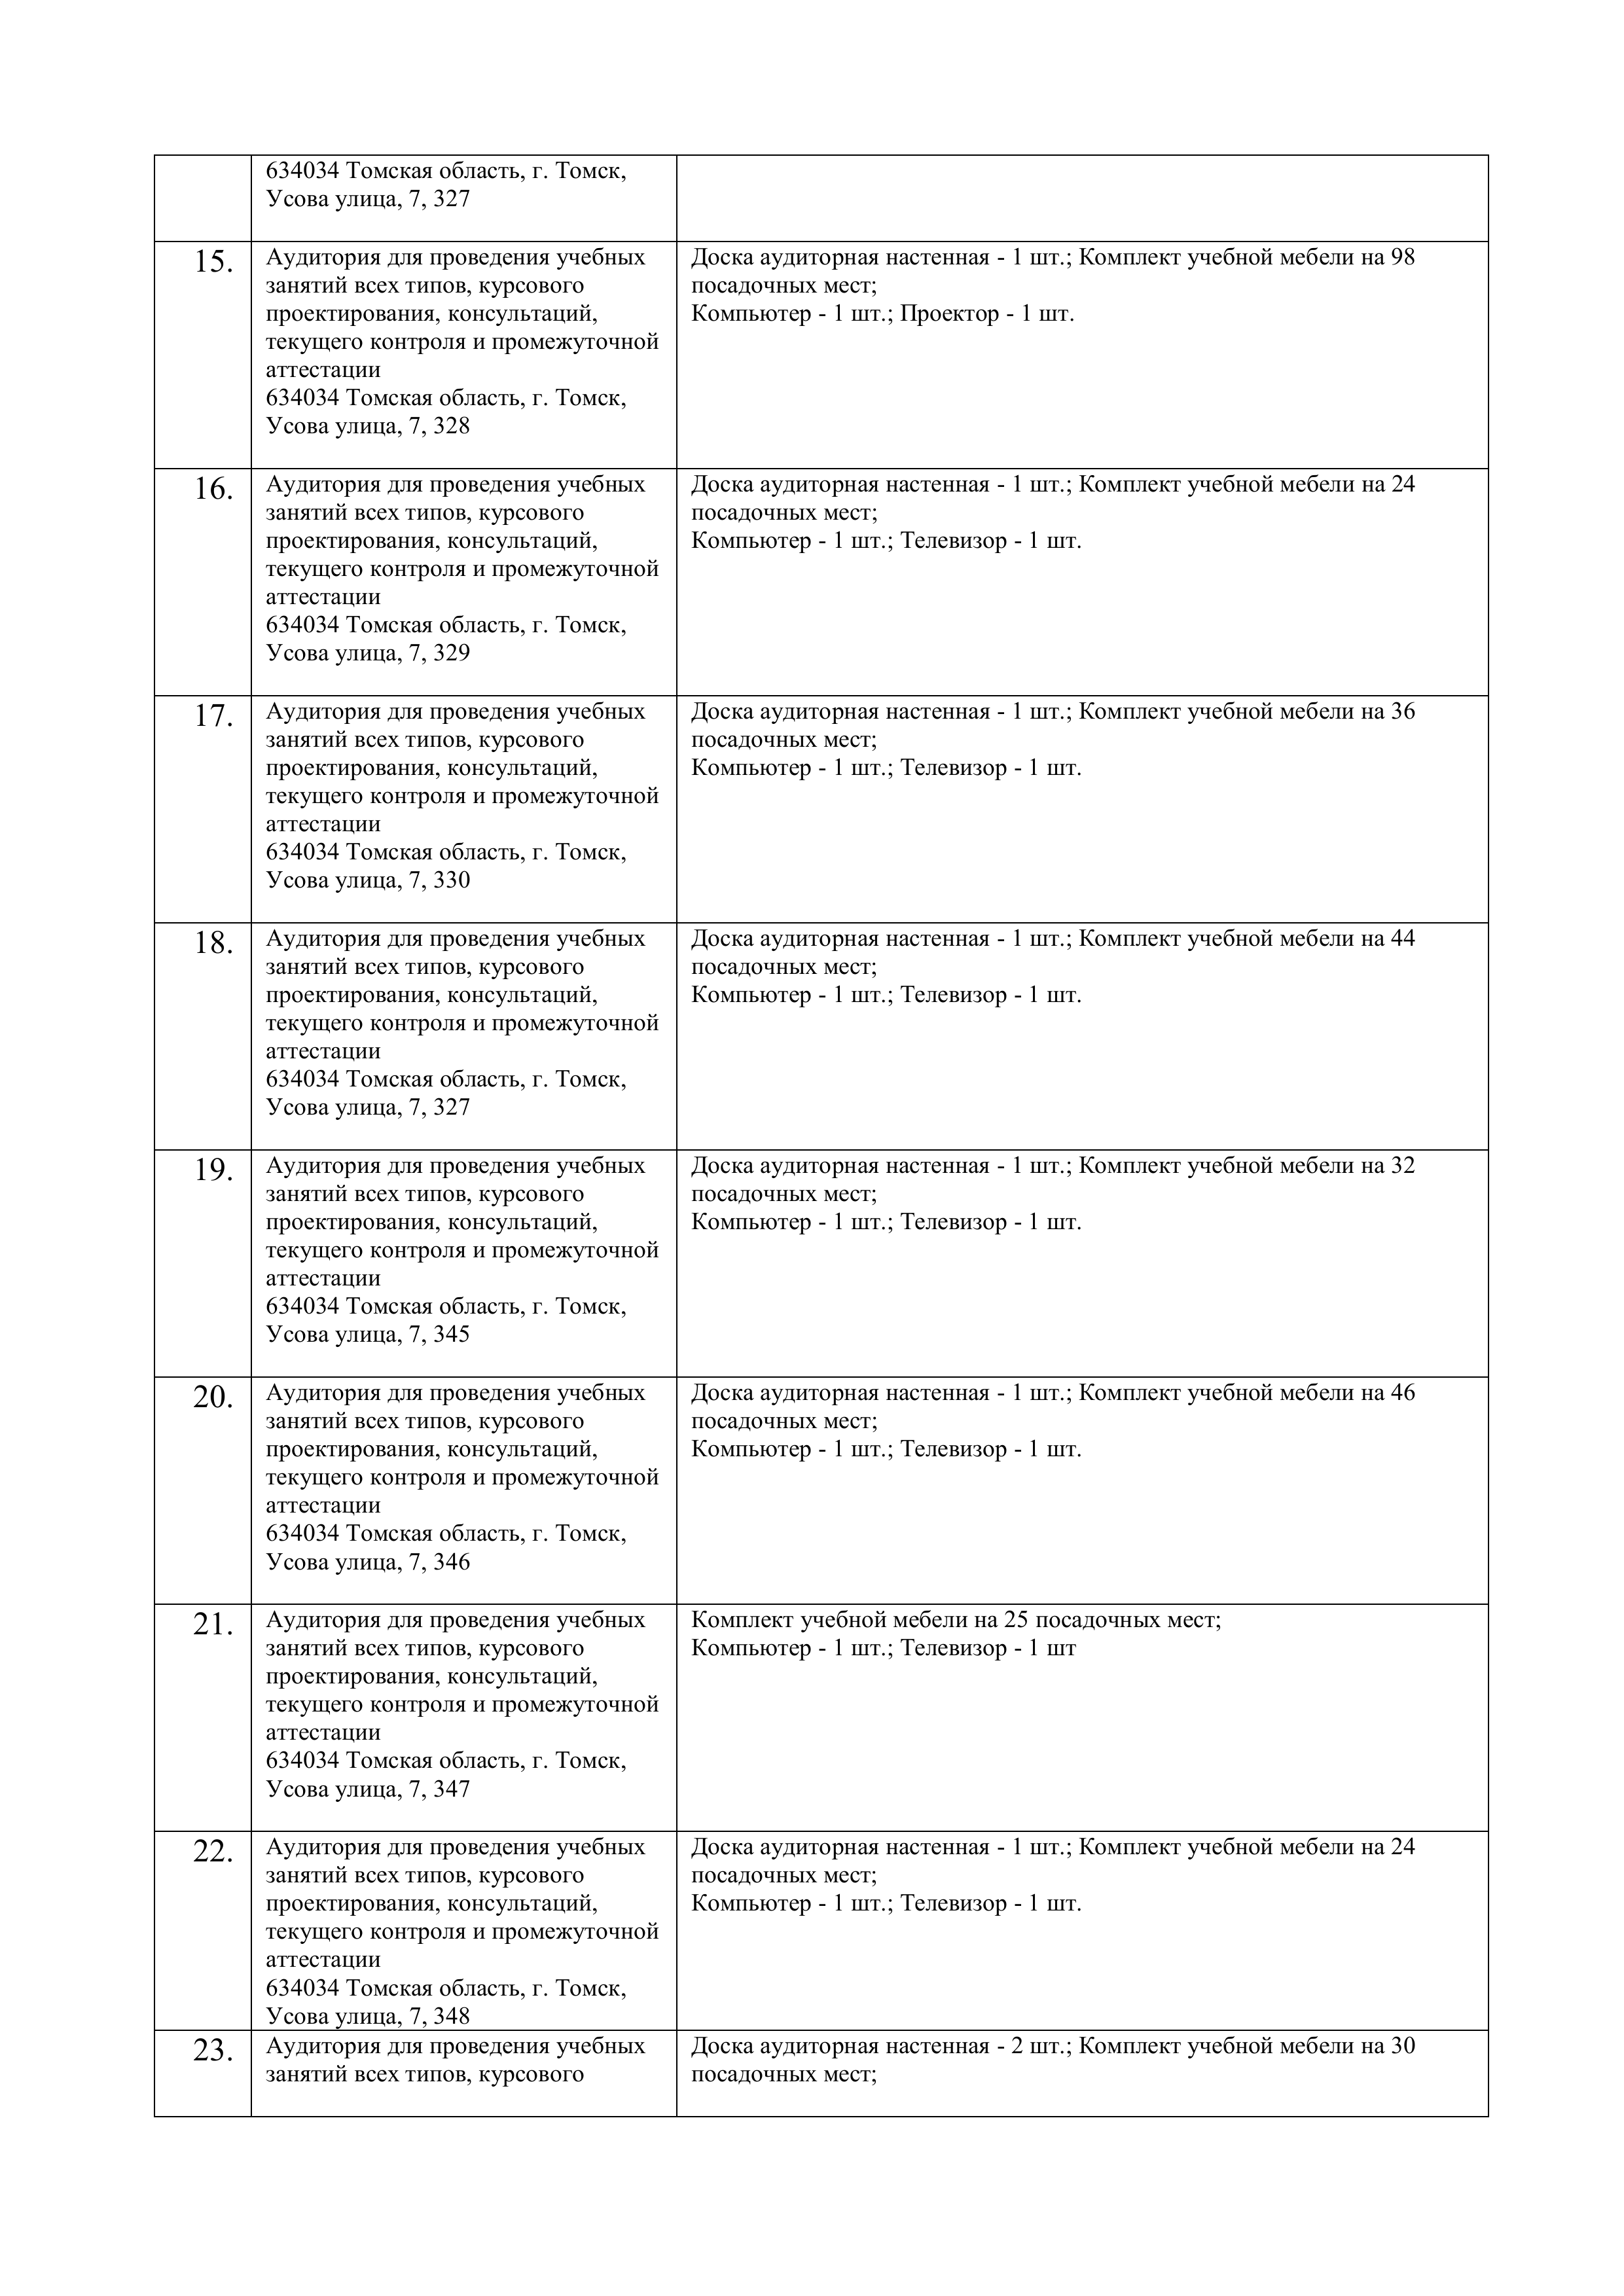 634034 Томская область, г. Томск,
Усова улица, 7, 327
15.
Аудитория для проведения учебных
занятий всех типов, курсового
проектирования, консультаций,
текущего контроля и промежуточной
аттестации
634034 Томская область, г. Томск,
Усова улица, 7, 328
Доска аудиторная настенная - 1 шт.; Комплект учебной мебели на 98
посадочных мест;
Компьютер - 1 шт.; Проектор - 1 шт.
16.
Аудитория для проведения учебных
занятий всех типов, курсового
проектирования, консультаций,
текущего контроля и промежуточной
аттестации
634034 Томская область, г. Томск,
Усова улица, 7, 329
Доска аудиторная настенная - 1 шт.; Комплект учебной мебели на 24
посадочных мест;
Компьютер - 1 шт.; Телевизор - 1 шт.
17.
Аудитория для проведения учебных
занятий всех типов, курсового
проектирования, консультаций,
текущего контроля и промежуточной
аттестации
634034 Томская область, г. Томск,
Усова улица, 7, 330
Доска аудиторная настенная - 1 шт.; Комплект учебной мебели на 36
посадочных мест;
Компьютер - 1 шт.; Телевизор - 1 шт.
18.
Аудитория для проведения учебных
занятий всех типов, курсового
проектирования, консультаций,
текущего контроля и промежуточной
аттестации
634034 Томская область, г. Томск,
Усова улица, 7, 327
Доска аудиторная настенная - 1 шт.; Комплект учебной мебели на 44
посадочных мест;
Компьютер - 1 шт.; Телевизор - 1 шт.
19.
Аудитория для проведения учебных
занятий всех типов, курсового
проектирования, консультаций,
текущего контроля и промежуточной
аттестации
634034 Томская область, г. Томск,
Усова улица, 7, 345
Доска аудиторная настенная - 1 шт.; Комплект учебной мебели на 32
посадочных мест;
Компьютер - 1 шт.; Телевизор - 1 шт.
20.
Аудитория для проведения учебных
занятий всех типов, курсового
проектирования, консультаций,
текущего контроля и промежуточной
аттестации
634034 Томская область, г. Томск,
Усова улица, 7, 346
Доска аудиторная настенная - 1 шт.; Комплект учебной мебели на 46
посадочных мест;
Компьютер - 1 шт.; Телевизор - 1 шт.
21.
Аудитория для проведения учебных
занятий всех типов, курсового
проектирования, консультаций,
текущего контроля и промежуточной
аттестации
634034 Томская область, г. Томск,
Усова улица, 7, 347
Комплект учебной мебели на 25 посадочных мест;
Компьютер - 1 шт.; Телевизор - 1 шт
22.
Аудитория для проведения учебных
занятий всех типов, курсового
проектирования, консультаций,
текущего контроля и промежуточной
аттестации
634034 Томская область, г. Томск,
Усова улица, 7, 348
Доска аудиторная настенная - 1 шт.; Комплект учебной мебели на 24
посадочных мест;
Компьютер - 1 шт.; Телевизор - 1 шт.
23.
Аудитория для проведения учебных
занятий всех типов, курсового
Доска аудиторная настенная - 2 шт.; Комплект учебной мебели на 30
посадочных мест;